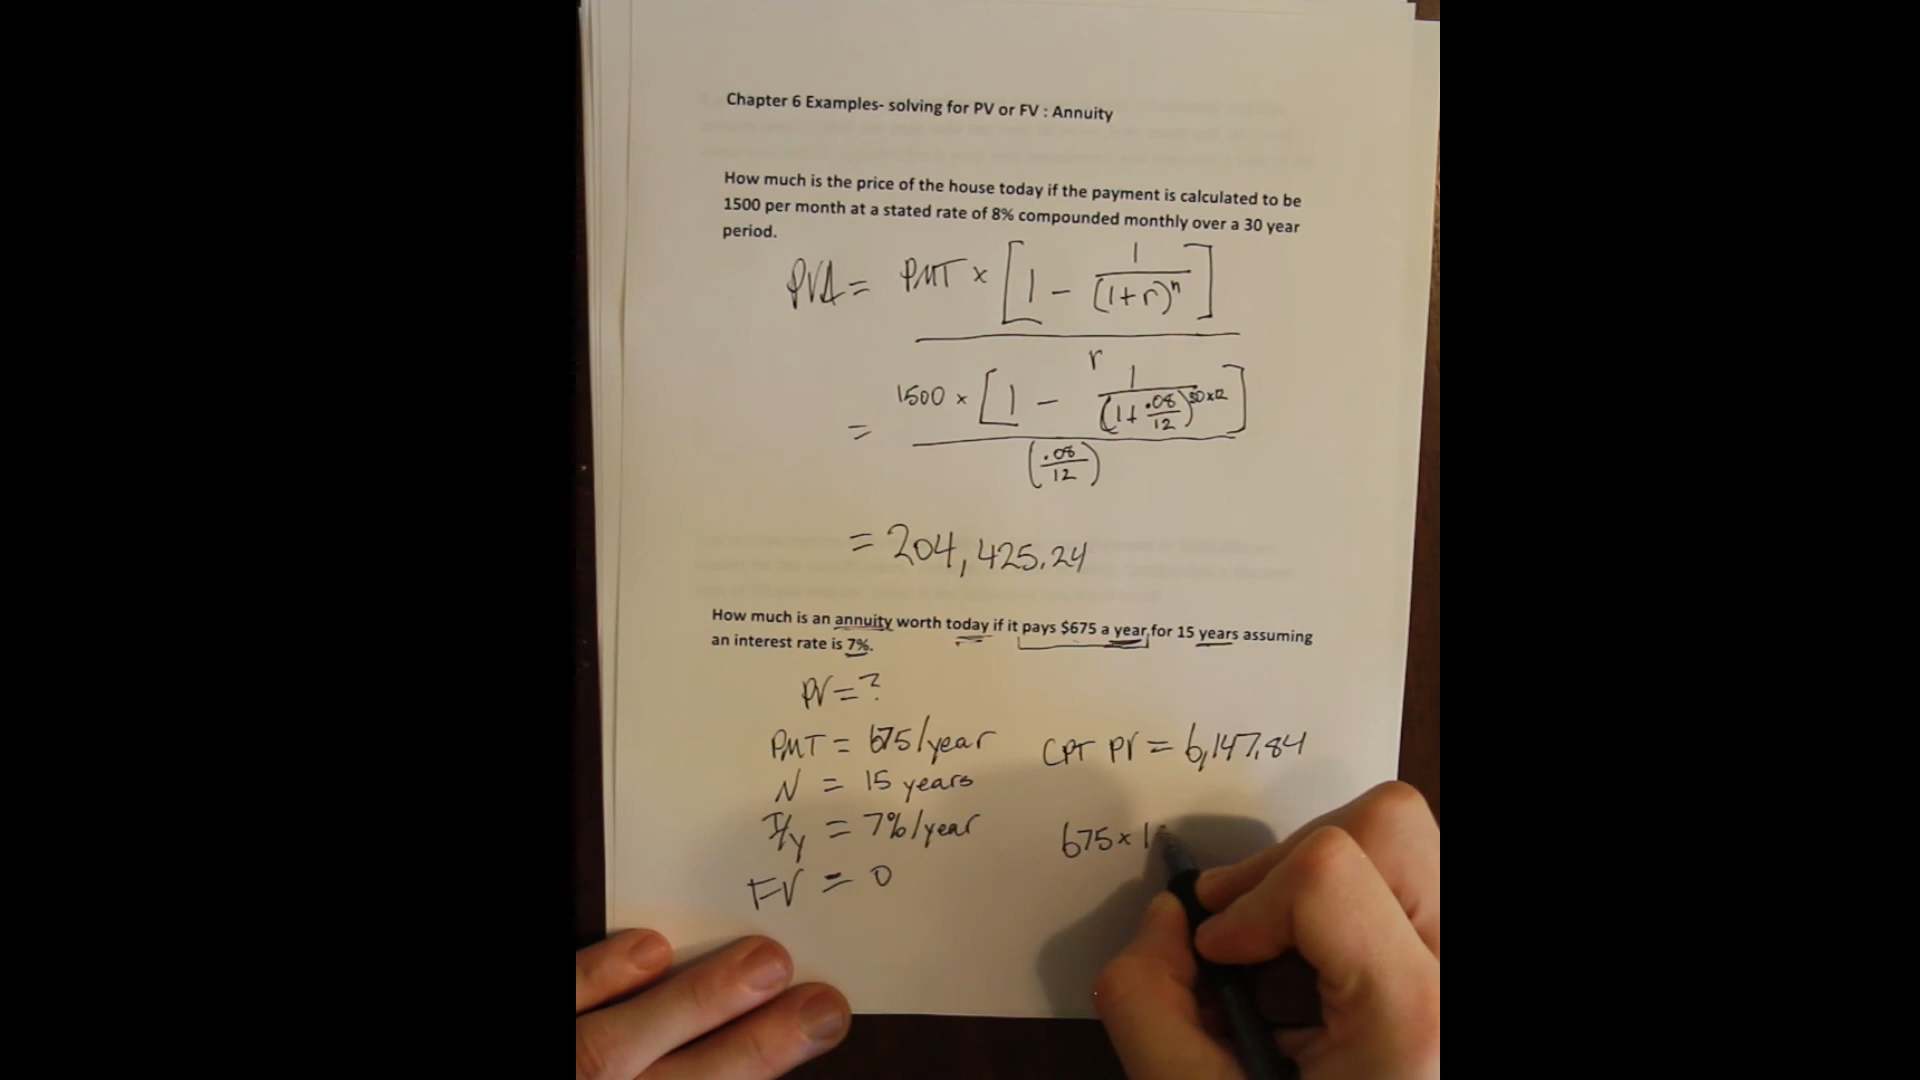 Chapter 6 Examples- solving for PV or FV : Annuity
How much is the price of the house today if the payment is calculated to be
1500 per month at a stated rate of 8% compounded monthly over a 30 year
period.
PVA = PMT × [1 - 1/(1+r)^n]
r
= 1500 × [1 - 1/(1+.08/12)^30×12]
(.08/12)
= 204,425.24
How much is an annuity worth today if it pays $675 a year for 15 years assuming
an interest rate is 7%.
PV = ?
PMT = 675/year
CPT PV = 6,147.84
N = 15 years
I/Y = 7%/year
675 × 1
FV = 0